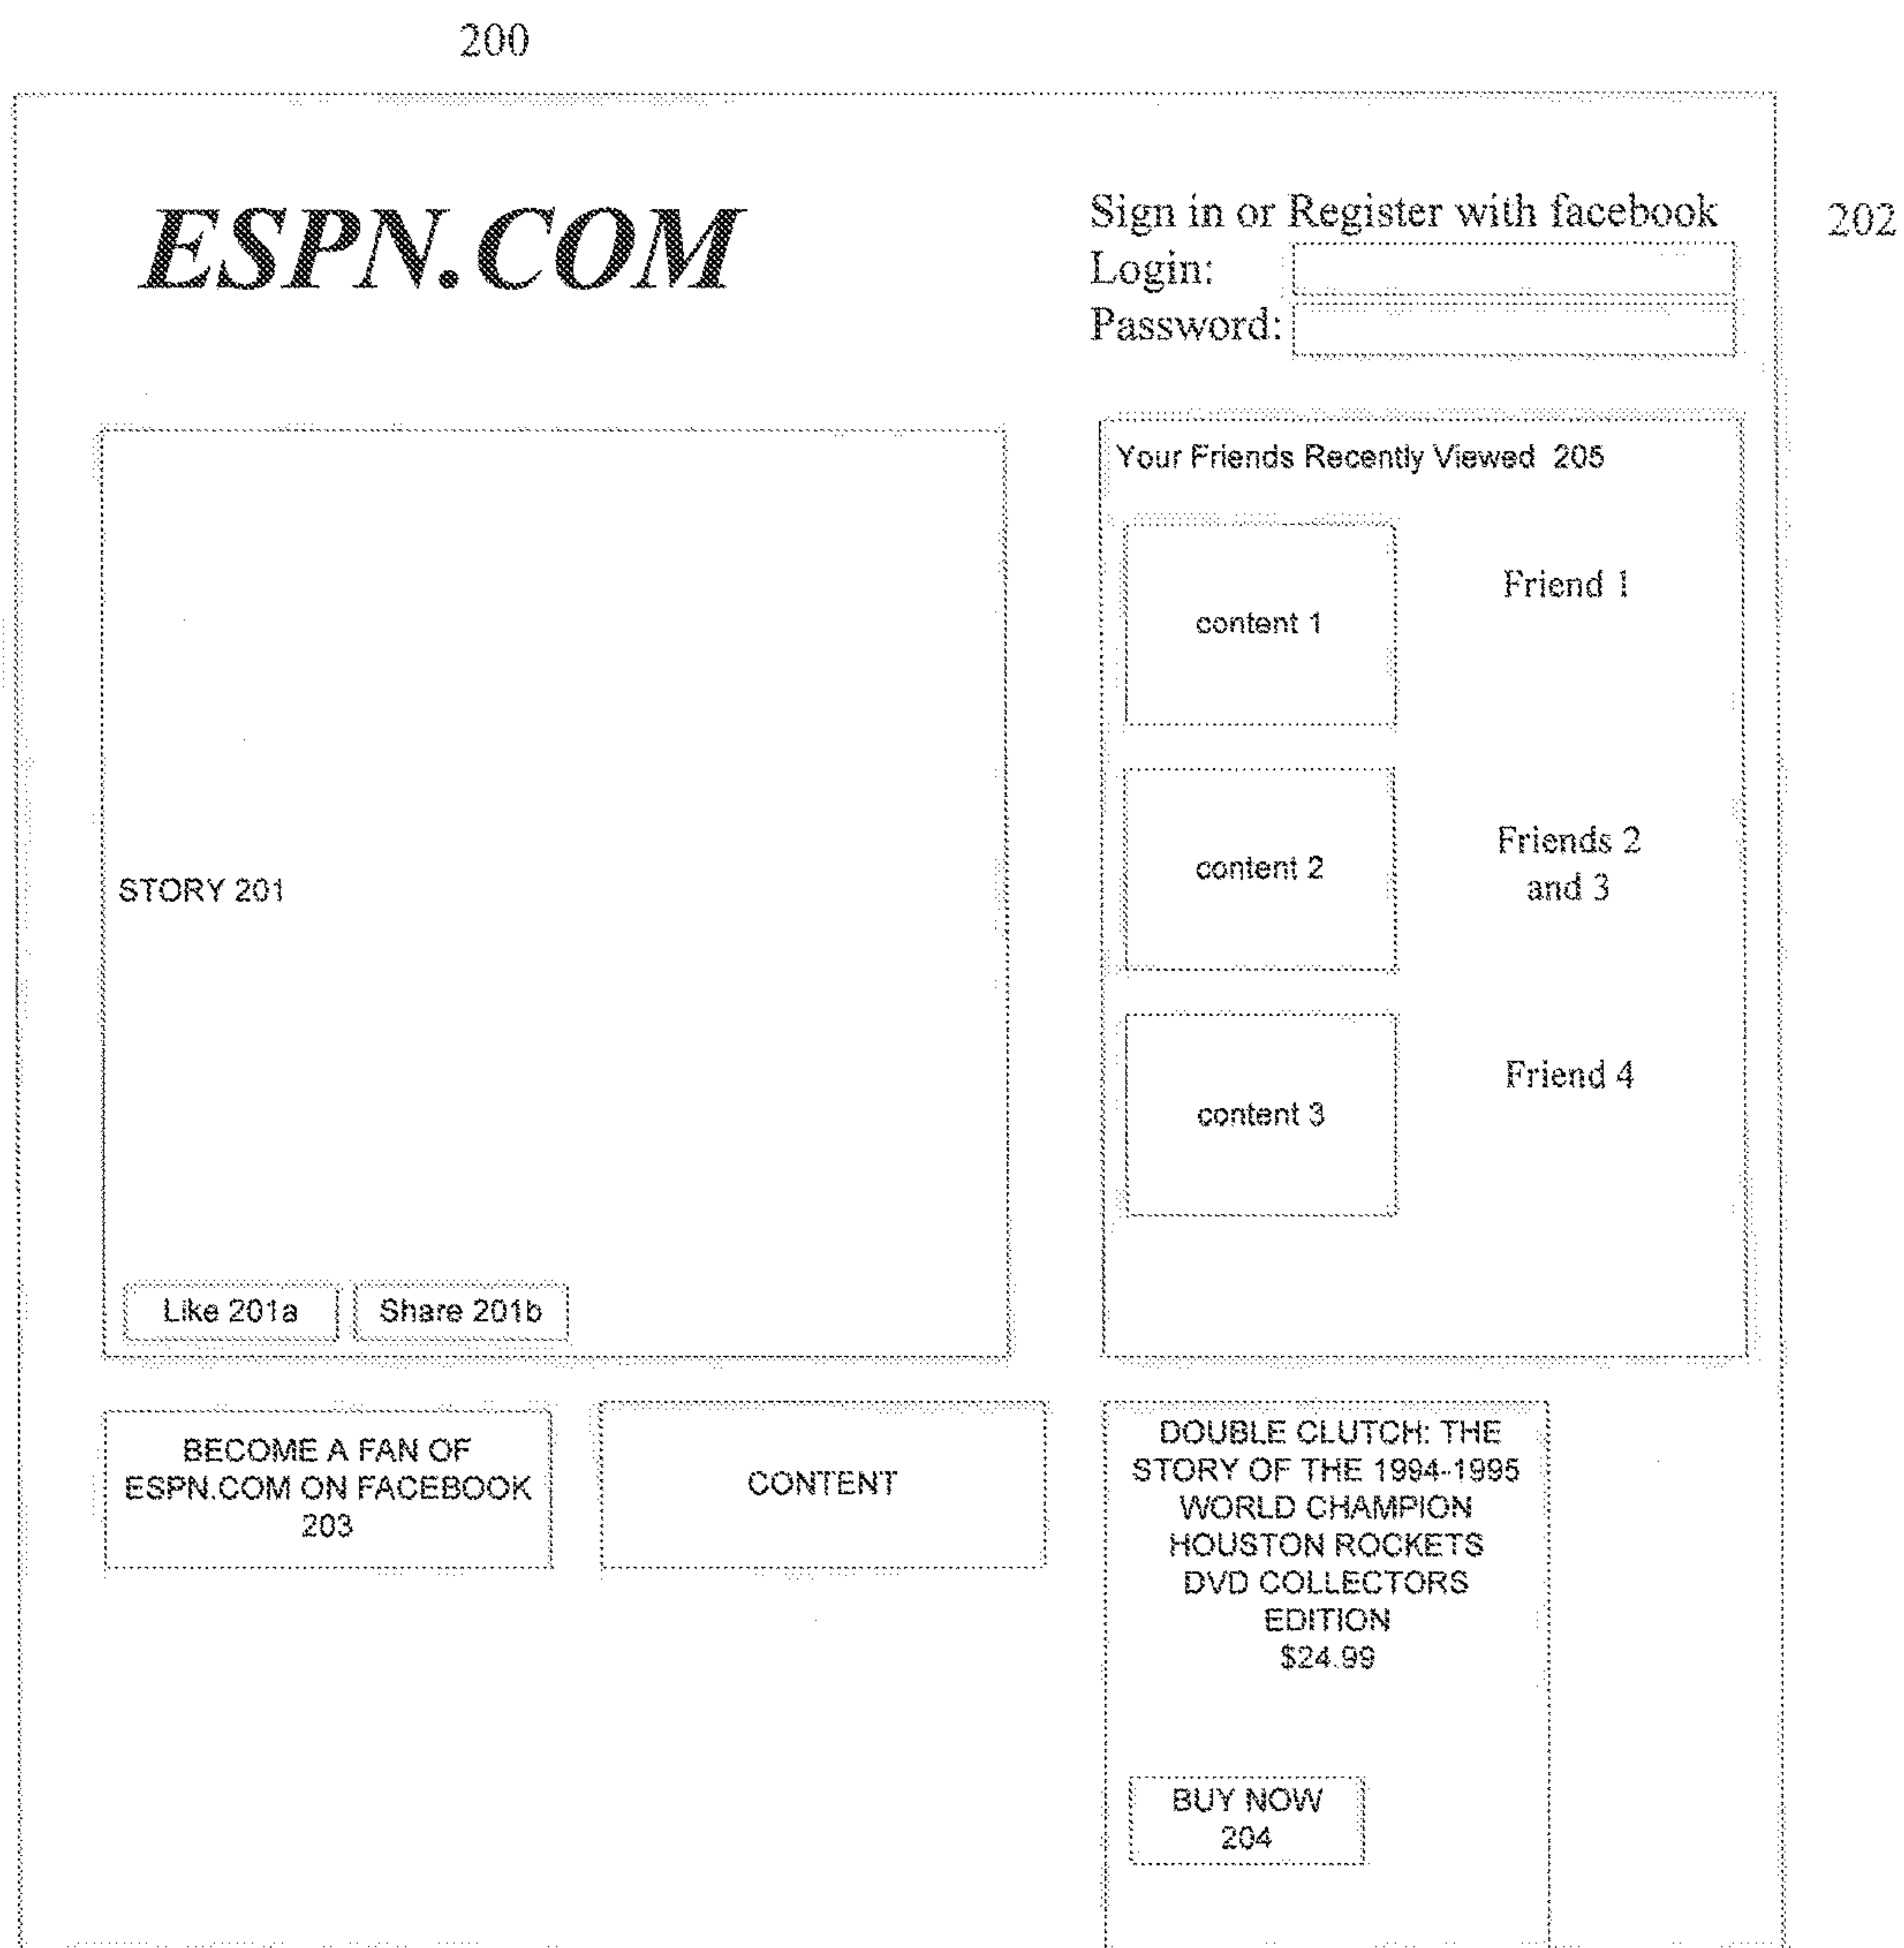 200
ESPN.COM
Sign in or Register with facebook
202
Login:
Password:
STORY 201
Like 201a
Share 201b
Your Friends Recently Viewed 205
content 1
Friend 1
content 2
Friends 2
and 3
content 3
Friend 4
BECOME A FAN OF
ESPN.COM ON FACEBOOK
203
CONTENT
DOUBLE CLUTCH: THE
STORY OF THE 1994-1995
WORLD CHAMPION
HOUSTON ROCKETS
DVD COLLECTORS
EDITION
$24.99
BUY NOW
204